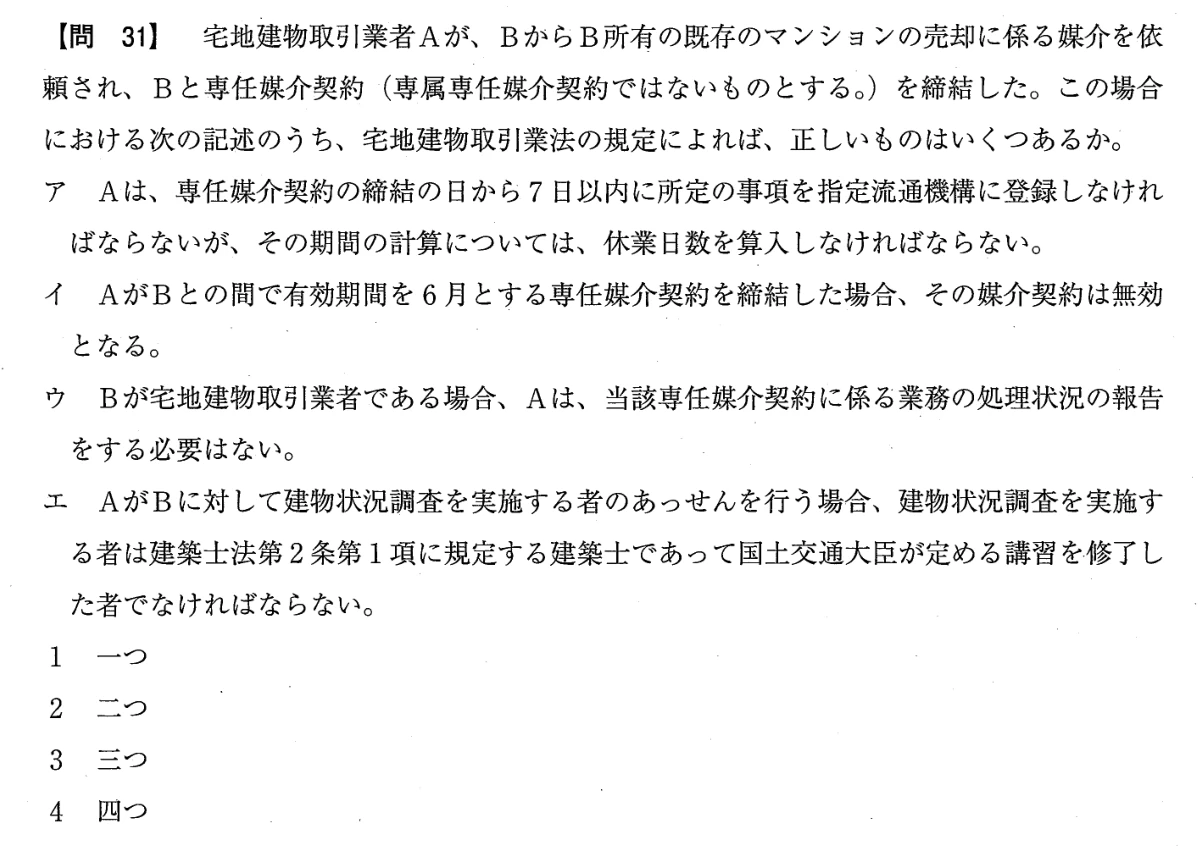 【問　31】　宅地建物取引業者Ａが、ＢからＢ所有の既存のマンションの売却に係る媒介を依
頼され、Ｂと専任媒介契約（専属専任媒介契約ではないものとする。）を締結した。この場合
における次の記述のうち、宅地建物取引業法の規定によれば、正しいものはいくつあるか。
ア　Ａは、専任媒介契約の締結の日から７日以内に所定の事項を指定流通機構に登録しなけれ
ばならないが、その期間の計算については、休業日数を算入しなければならない。
イ　ＡがＢとの間で有効期間を６月とする専任媒介契約を締結した場合、その媒介契約は無効
となる。
ウ　Ｂが宅地建物取引業者である場合、Ａは、当該専任媒介契約に係る業務の処理状況の報告
をする必要はない。
エ　ＡがＢに対して建物状況調査を実施する者のあっせんを行う場合、建物状況調査を実施す
る者は建築士法第２条第１項に規定する建築士であって国土交通大臣が定める講習を修了し
た者でなければならない。
1　一つ
2　二つ
3　三つ
4　四つ